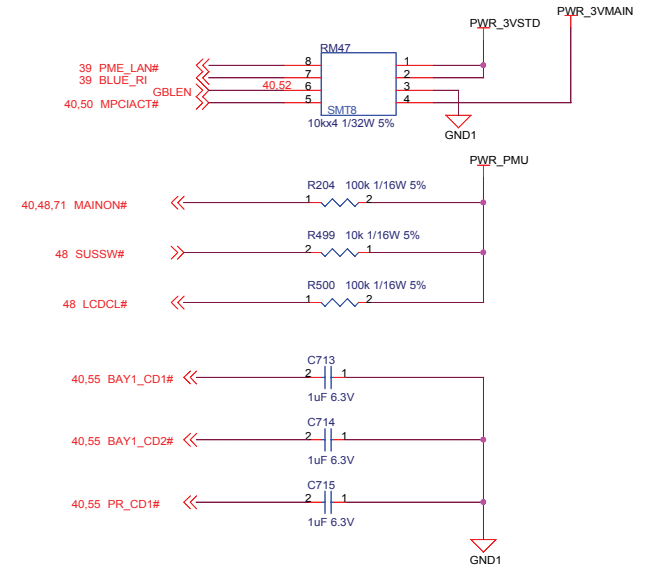 PWR_3VSTD
PWR_3VMAIN
RM47
39 PME_LAN# 8 1
39 BLUE_RI 7 2
GBLEN 40,52 6 3
40,50 MPCIACT# 5 4
SMT8
10kx4 1/32W 5%
GND1
PWR_PMU
R204 100k 1/16W 5%
40,48,71 MAINON# 1 2
R499 10k 1/16W 5%
48 SUSSW# 2 1
R500 100k 1/16W 5%
48 LCDCL# 1 2
C713
40,55 BAY1_CD1# 2 1
1uF 6.3V
C714
40,55 BAY1_CD2# 2 1
1uF 6.3V
C715
40,55 PR_CD1# 2 1
1uF 6.3V
GND1